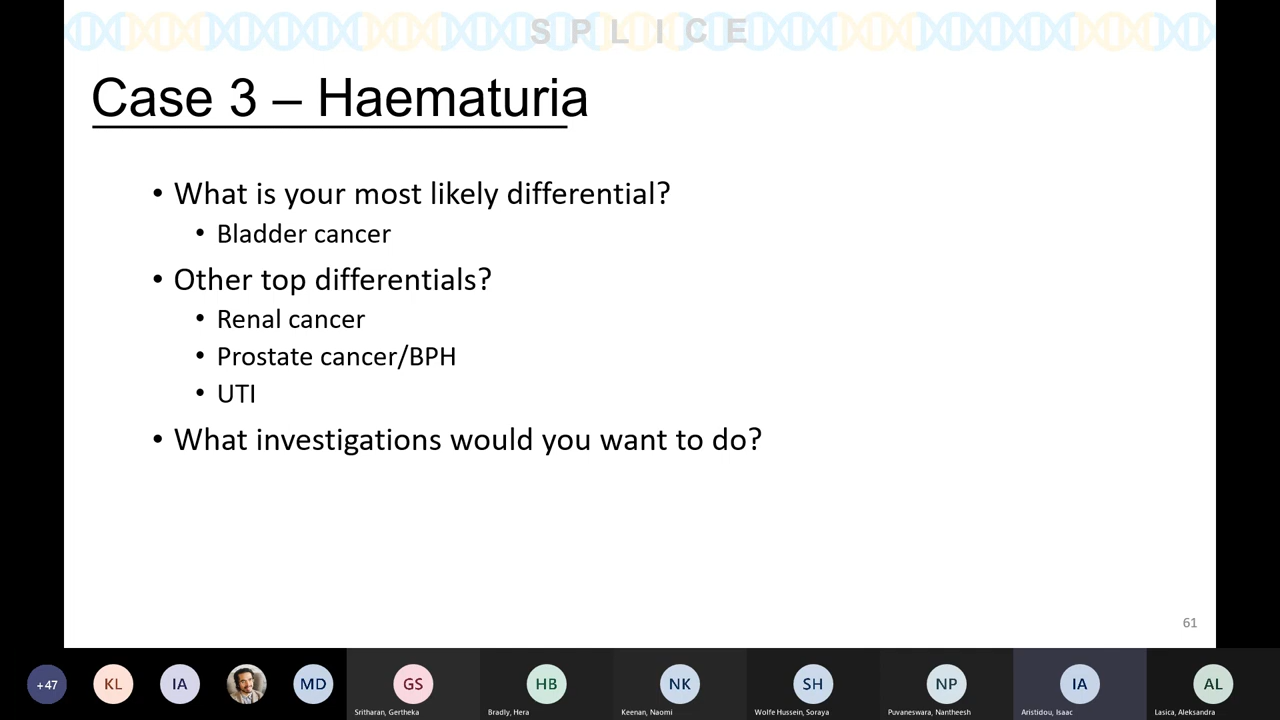 S P L I C E
Case 3 – Haematuria
• What is your most likely differential?
• Bladder cancer
• Other top differentials?
• Renal cancer
• Prostate cancer/BPH
• UTI
• What investigations would you want to do?
61
+47
KL
IA
MD
GS
HB
NK
SH
NP
IA
AL
Sritharan, Gertheka
Bradly, Hera
Keenan, Naomi
Wolfe Hussein, Soraya
Puvaneswara, Nantheesh
Aristidou, Isaac
Lasica, Aleksandra